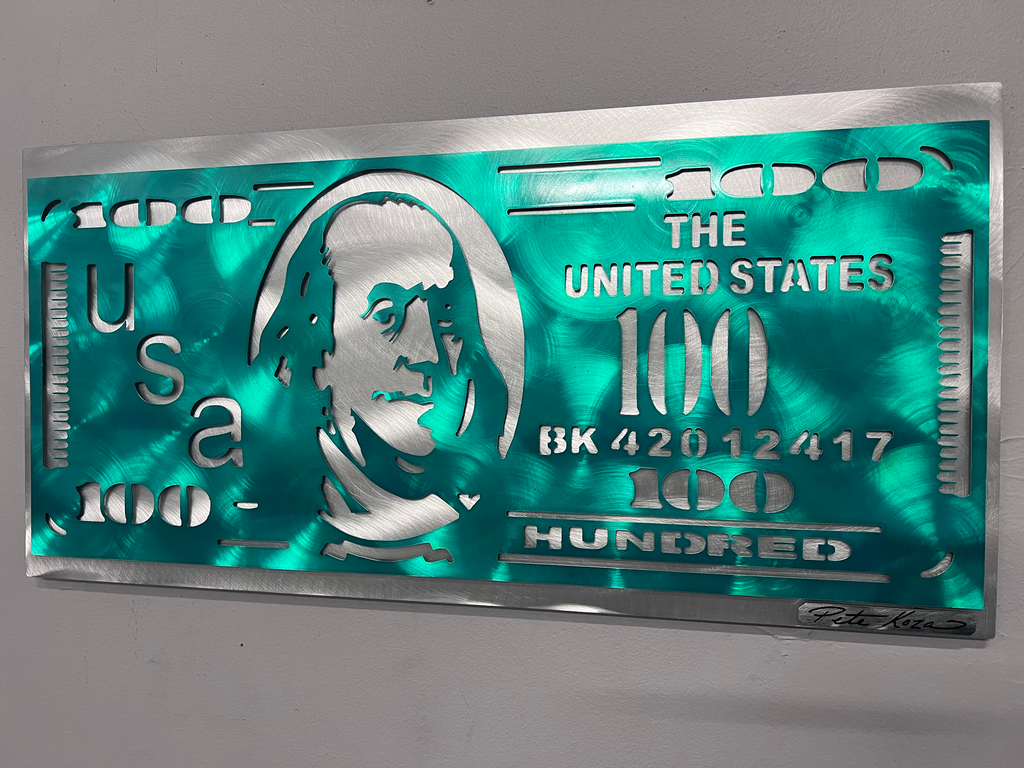 100
100
THE
UNITED STATES
usa
100
BK 42012417
100
100
HUNDRED
Pete Koza